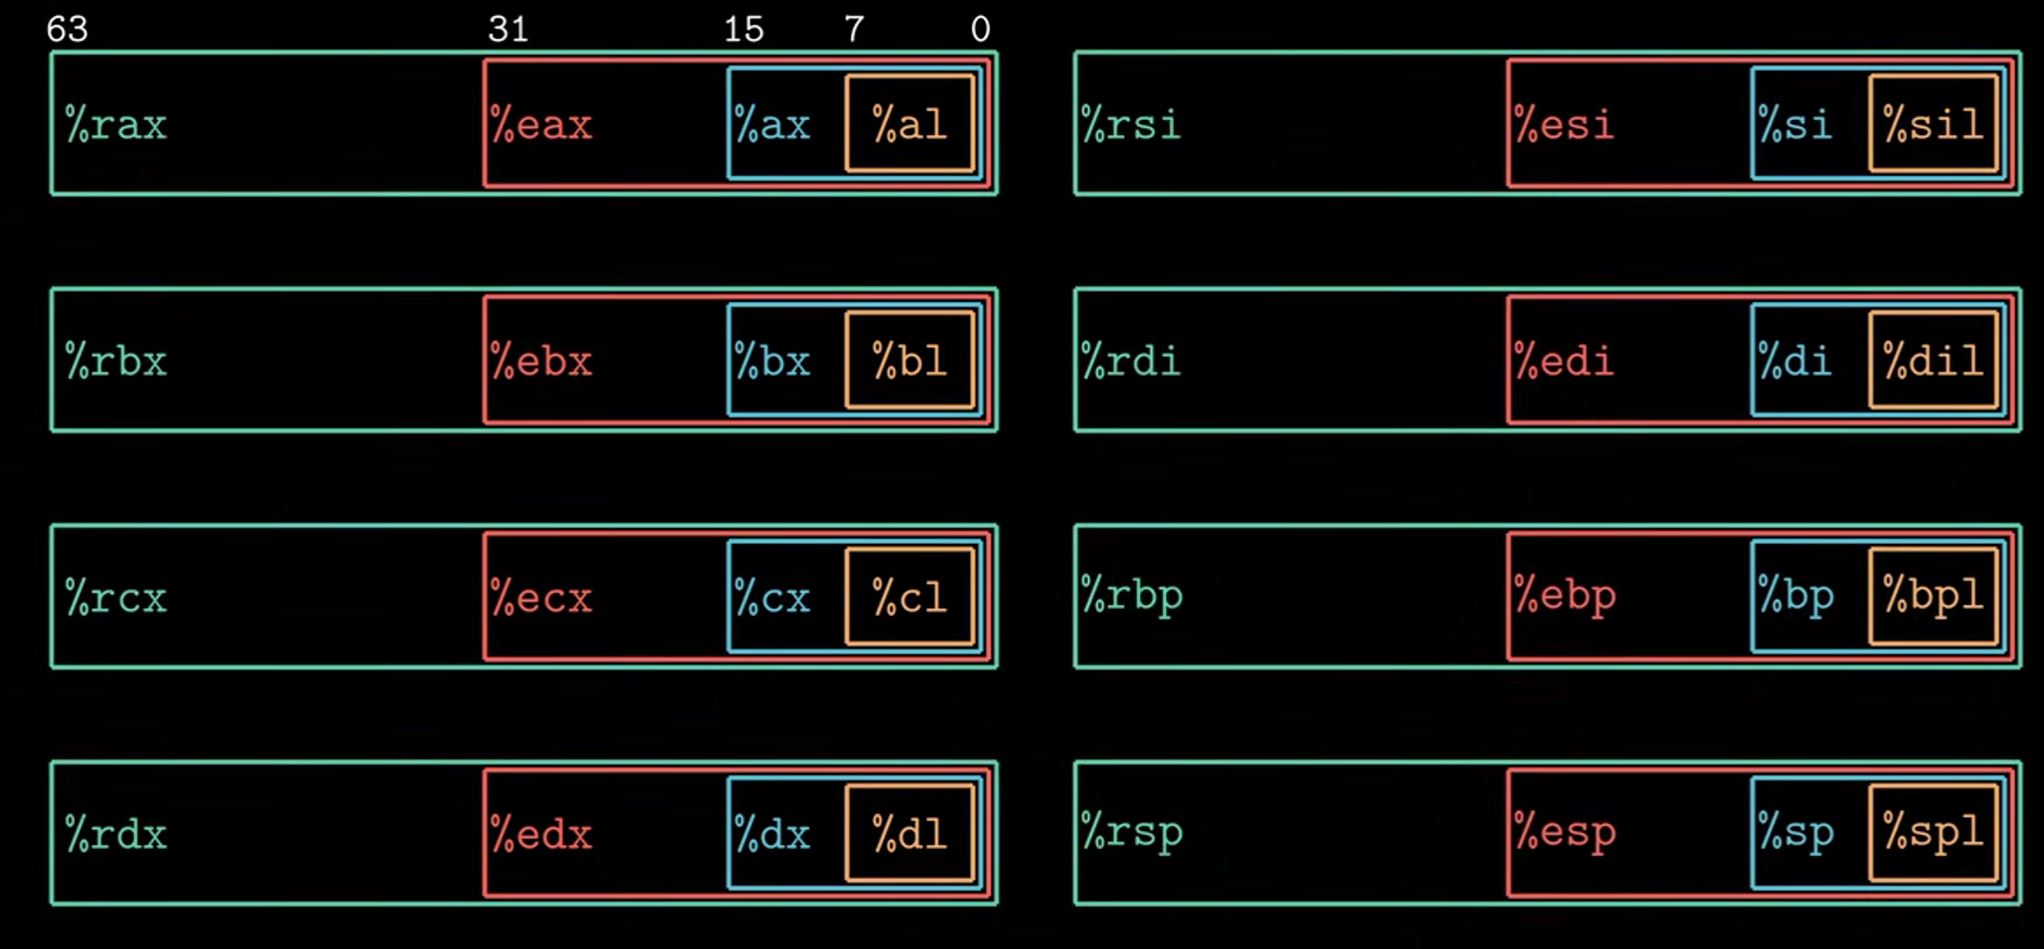 63 31 15 7 0
%rax %eax %ax %al %rsi %esi %si %sil
%rbx %ebx %bx %bl %rdi %edi %di %dil
%rcx %ecx %cx %cl %rbp %ebp %bp %bpl
%rdx %edx %dx %dl %rsp %esp %sp %spl